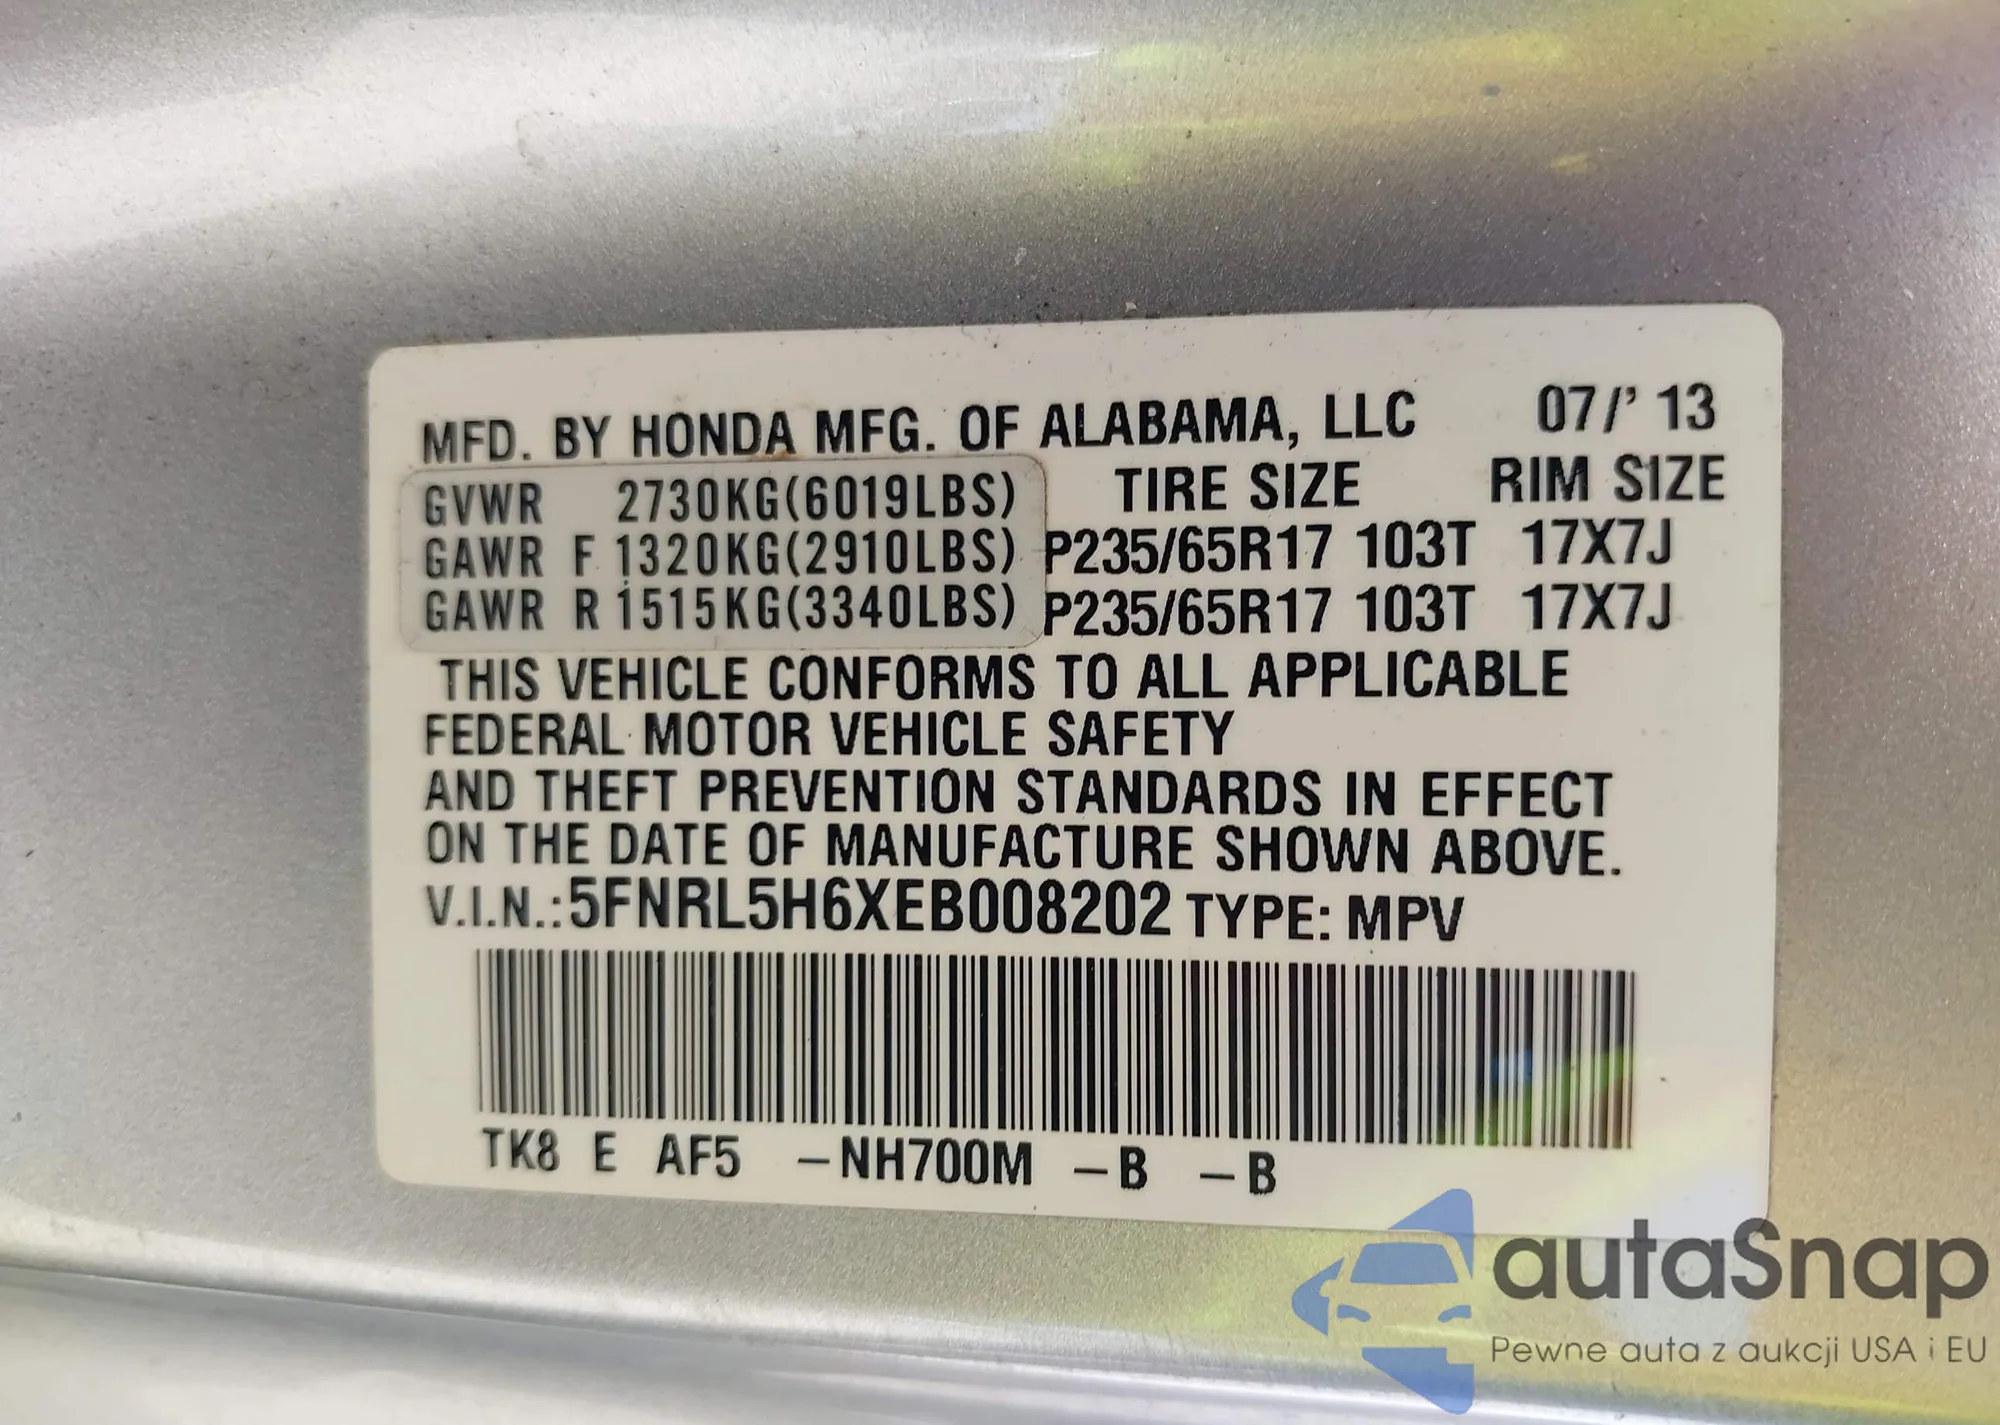 MFD. BY HONDA MFG. OF ALABAMA, LLC 07/' 13
GVWR 2730KG(6019LBS) TIRE SIZE RIM SIZE
GAWR F 1320KG(2910LBS) P235/65R17 103T 17X7J
GAWR R 1515KG(3340LBS) P235/65R17 103T 17X7J
THIS VEHICLE CONFORMS TO ALL APPLICABLE
FEDERAL MOTOR VEHICLE SAFETY
AND THEFT PREVENTION STANDARDS IN EFFECT
ON THE DATE OF MANUFACTURE SHOWN ABOVE.
V.I.N.:5FNRL5H6XEB008202 TYPE: MPV
TK8 E AF5 –NH700M –B –B
autaSnap
Pewne auta z aukcji USA i EU